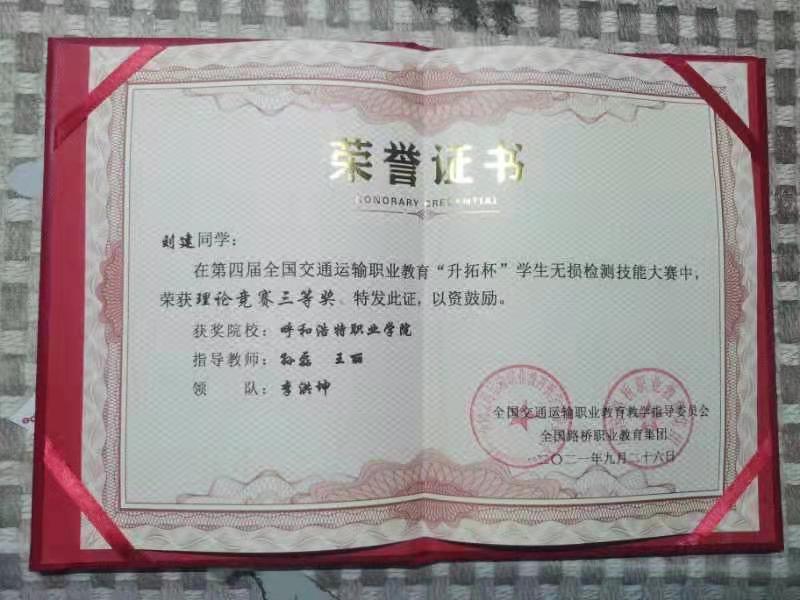 荣誉证书
HONORARY CREDENTIAL
刘建同学：
在第四届全国交通运输职业教育“升拓杯”学生无损检测技能大赛中，
荣获理论竞赛三等奖。特发此证，以资鼓励。
获奖院校：呼和浩特职业学院
指导教师：孙磊 王丽
领 队：李洪坤
全国交通运输职业教育教学指导委员会
全国路桥职业教育集团
二〇二一年九月二十六日